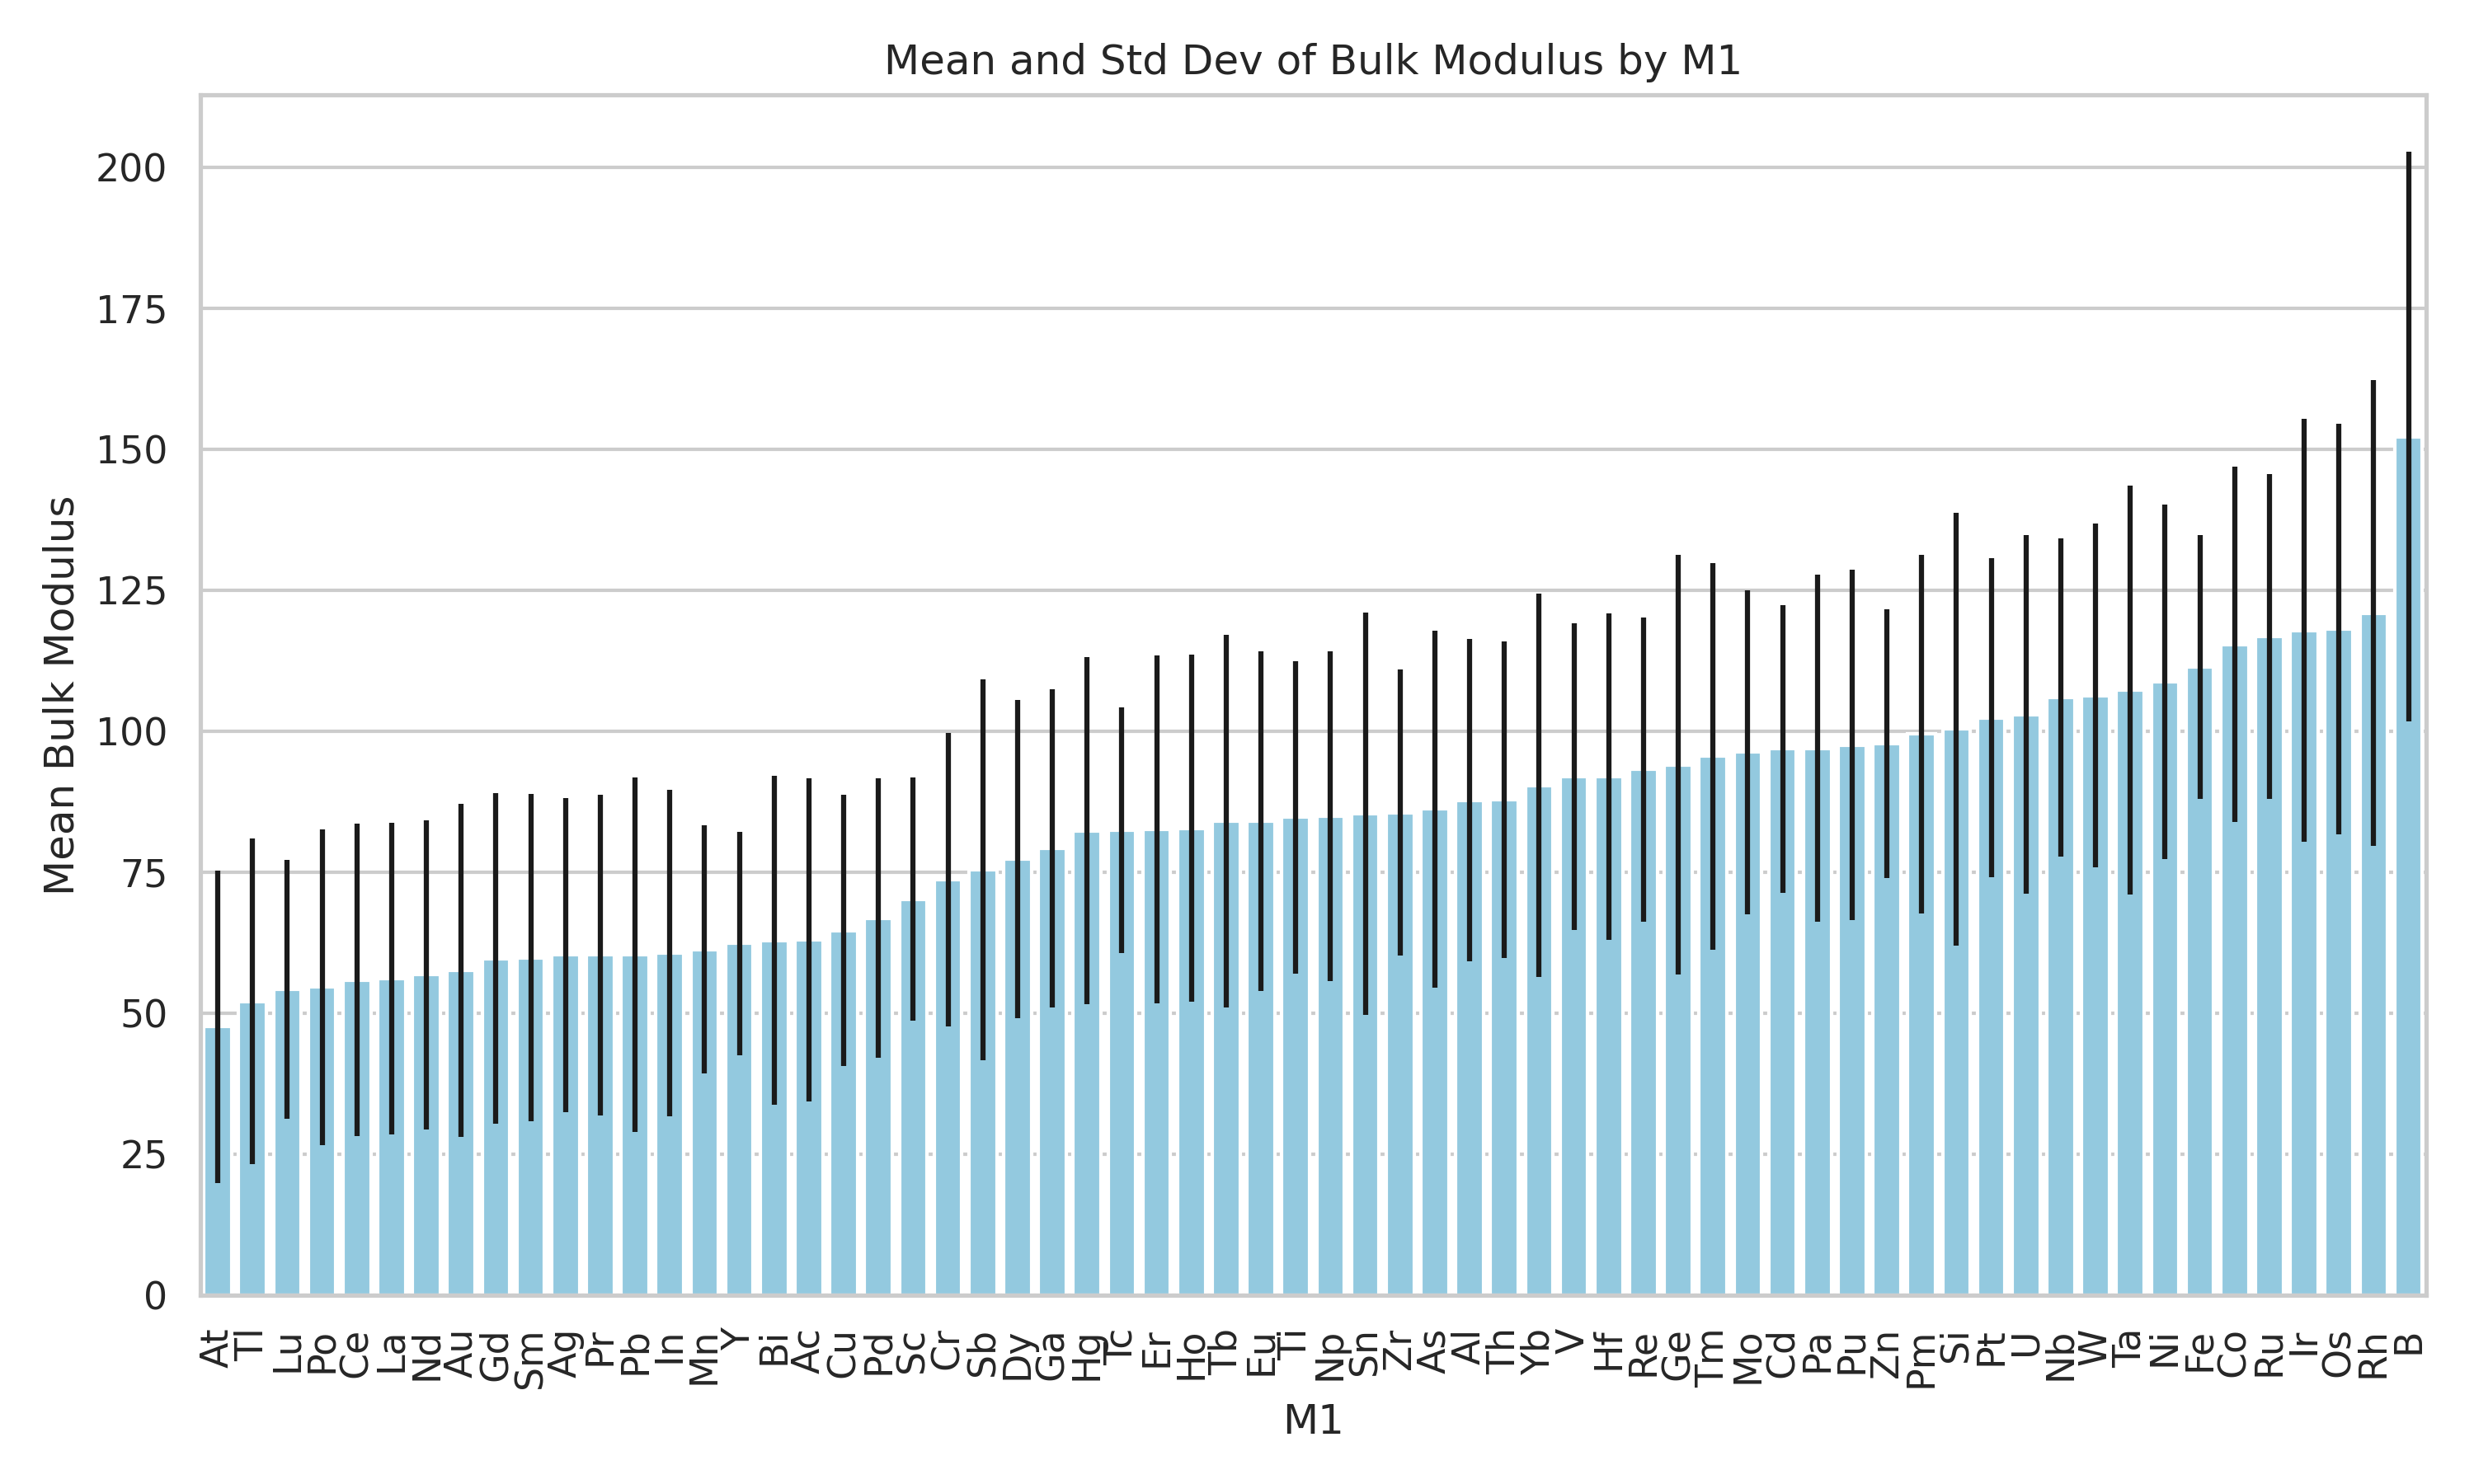 Mean and Std Dev of Bulk Modulus by M1
Mean Bulk Modulus
200
175
150
125
100
75
50
25
0
At Tl Lu Po Ce La Nd Au Gd Sm Ag Pr Pb In Mn Y Bi Ac Cu Pd Sc Cr Sb Dy Ga Hg Tc Er Ho Tb Eu Ti Np Sn Zr As Al Th Yb V Hf Re Ge Tm Mo Cd Pa Pu Zn Pm Si Pt U Nb W Ta Ni Fe Co Ru Ir Os Rh B
M1